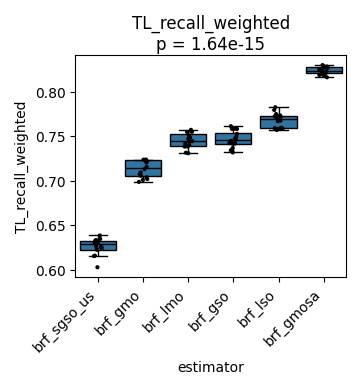 TL_recall_weighted
p = 1.64e-15
TL_recall_weighted
0.80
0.75
0.70
0.65
0.60
brf_sgso_us
brf_gmo
brf_lmo
brf_gso
brf_lso
brf_gmosa
estimator